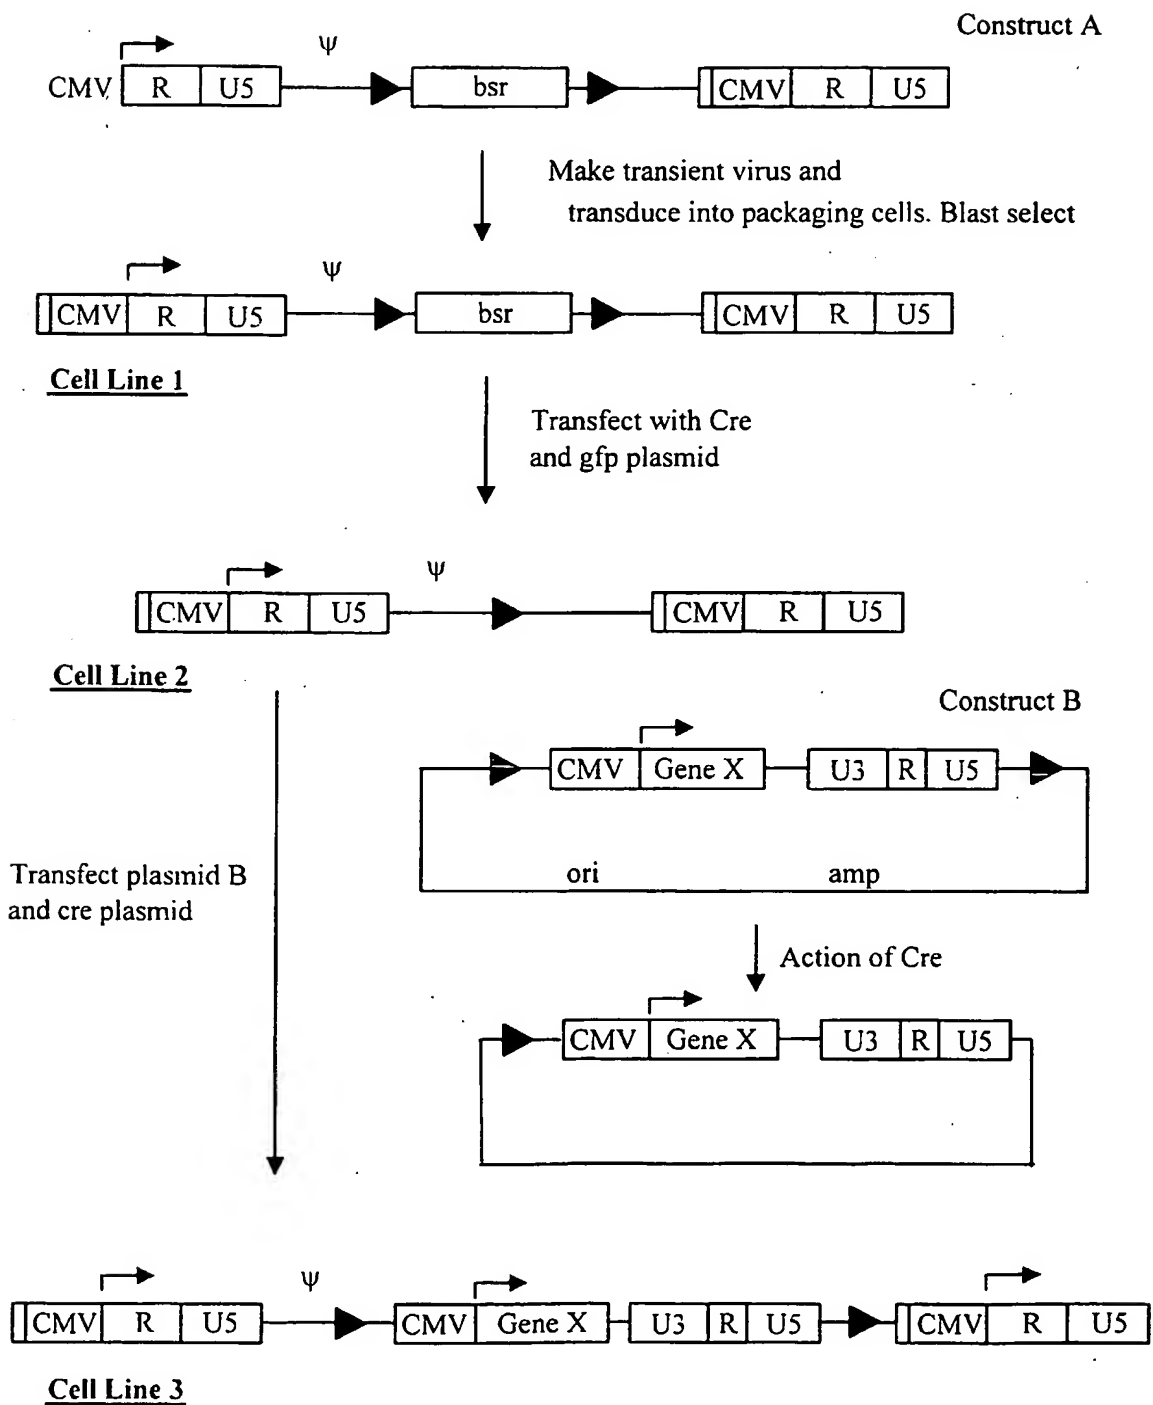 Construct A
ψ
CMV R U5 bsr CMV R U5
Make transient virus and
transduce into packaging cells. Blast select
ψ
CMV R U5 bsr CMV R U5
Cell Line 1
Transfect with Cre
and gfp plasmid
ψ
CMV R U5 CMV R U5
Cell Line 2
Construct B
CMV Gene X U3 R U5
ori amp
Transfect plasmid B
and cre plasmid
Action of Cre
CMV Gene X U3 R U5
ψ
CMV R U5 CMV Gene X U3 R U5 CMV R U5
Cell Line 3